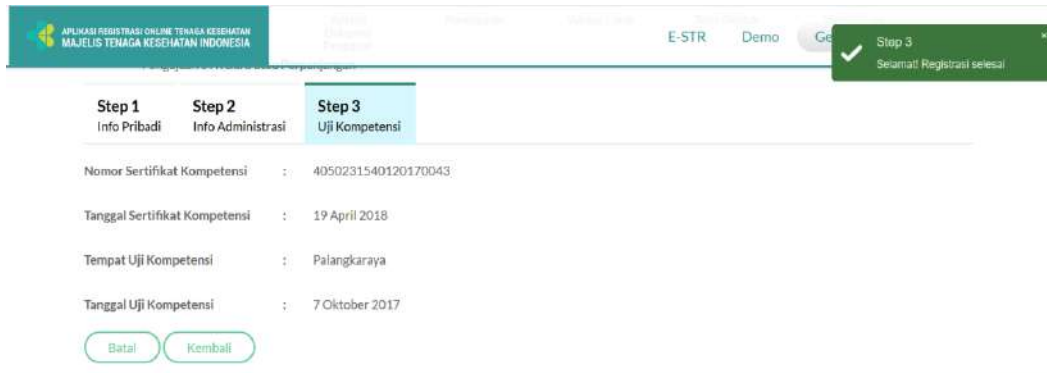 APLIKASI REGISTRASI ONLINE TENAGA KESEHATAN
MAJELIS TENAGA KESEHATAN INDONESIA
E-STR
Demo
Ge
Step 3
Selamat! Registrasi selesai
×
Step 1
Info Pribadi
Step 2
Info Administrasi
Step 3
Uji Kompetensi
Nomor Sertifikat Kompetensi : 4050231540120170043
Tanggal Sertifikat Kompetensi : 19 April 2018
Tempat Uji Kompetensi : Palangkaraya
Tanggal Uji Kompetensi : 7 Oktober 2017
Batal
Kembali